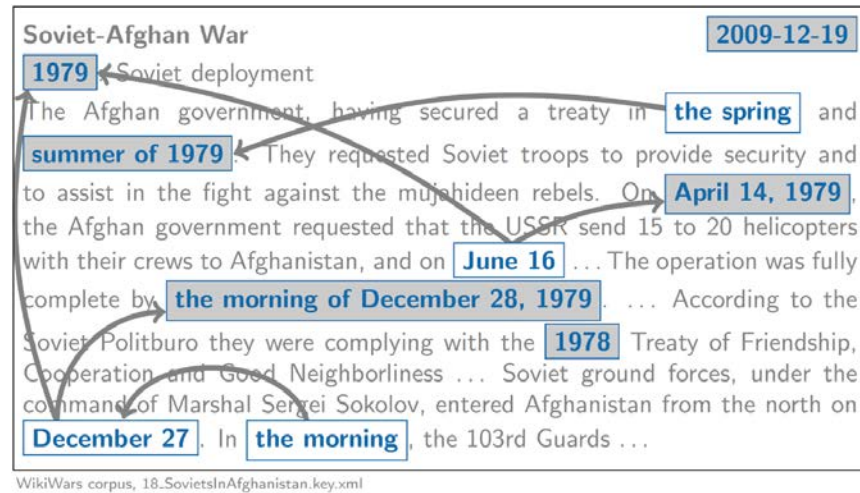 Soviet-Afghan War 2009-12-19
1979 Soviet deployment
The Afghan government, having secured a treaty in the spring and
summer of 1979. They requested Soviet troops to provide security and
to assist in the fight against the mujahideen rebels. On April 14, 1979,
the Afghan government requested that the USSR send 15 to 20 helicopters
with their crews to Afghanistan, and on June 16 ... The operation was fully
complete by the morning of December 28, 1979. ... According to the
Soviet Politburo they were complying with the 1978 Treaty of Friendship,
Cooperation and Good Neighborliness ... Soviet ground forces, under the
command of Marshal Sergei Sokolov, entered Afghanistan from the north on
December 27. In the morning, the 103rd Guards ...
WikiWars corpus, 18_SovietsInAfghanistan.key.xml